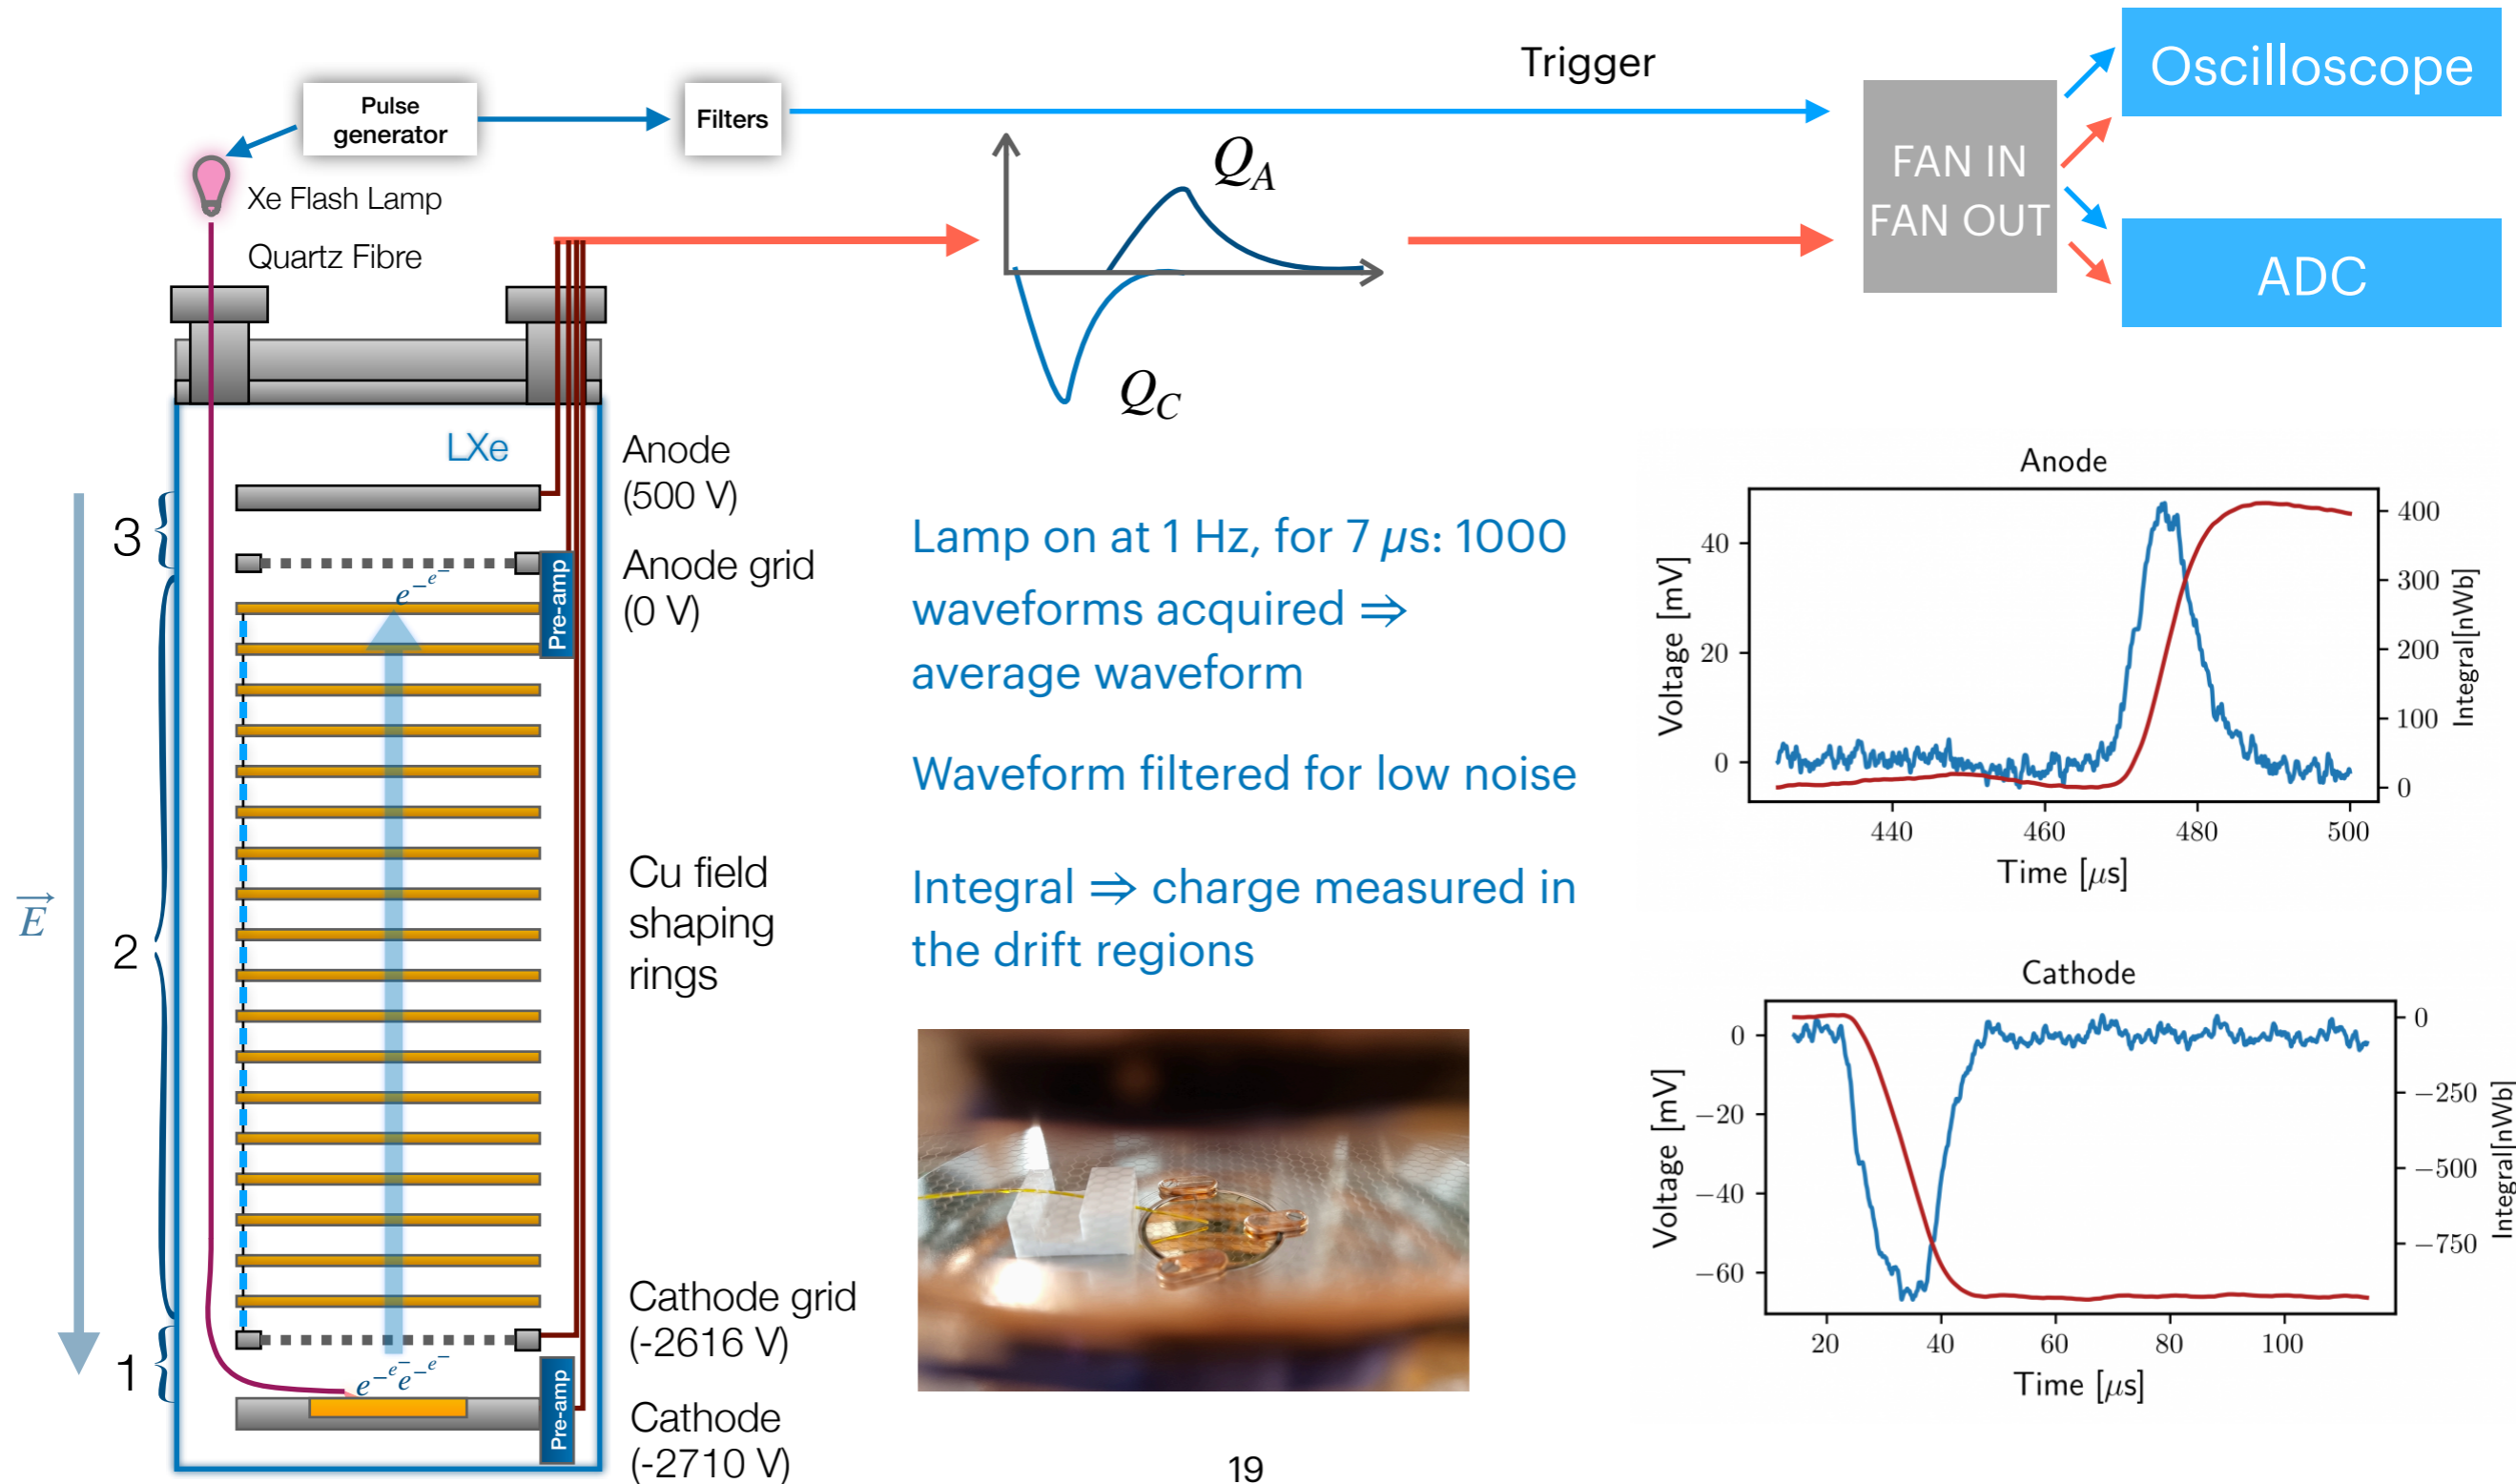 Trigger
Oscilloscope
Pulse
generator
Filters
FAN IN
FAN OUT
ADC
Xe Flash Lamp
Quartz Fibre
Q_A
Q_C
LXe
Anode
(500 V)
3
Anode grid
(0 V)
Pre-amp
e⁻ e⁻
Cu field
shaping
rings
E
2
Cathode grid
(-2616 V)
1
e⁻ e⁻ e⁻ e⁻
Cathode
(-2710 V)
Pre-amp
Lamp on at 1 Hz, for 7 μs: 1000
waveforms acquired ⇒
average waveform
Waveform filtered for low noise
Integral ⇒ charge measured in
the drift regions
Anode
Voltage [mV]
40
20
0
400
300
200
100
0
Integral[nWb]
440 460 480 500
Time [μs]
Cathode
Voltage [mV]
0
−20
−40
−60
0
−250
−500
−750
Integral[nWb]
20 40 60 80 100
Time [μs]
19